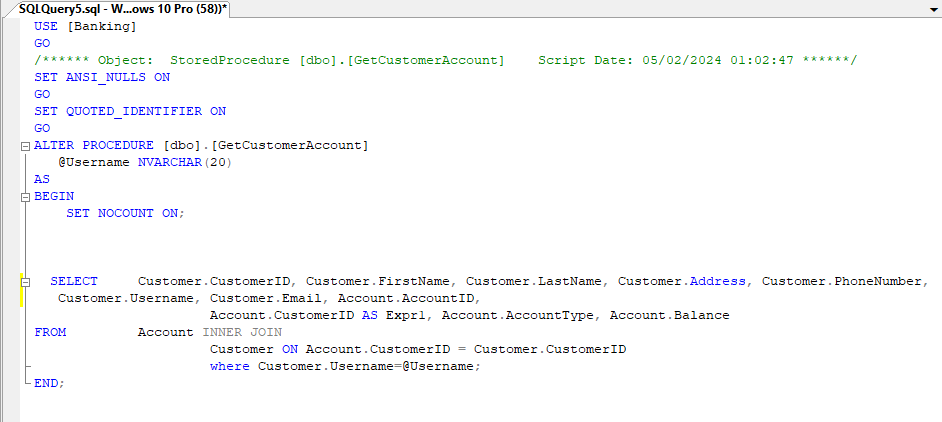 SQLQuery5.sql - W...ows 10 Pro (58))*
USE [Banking]
GO
/****** Object:  StoredProcedure [dbo].[GetCustomerAccount]    Script Date: 05/02/2024 01:02:47 ******/
SET ANSI_NULLS ON
GO
SET QUOTED_IDENTIFIER ON
GO
ALTER PROCEDURE [dbo].[GetCustomerAccount]
@Username NVARCHAR(20)
AS
BEGIN
SET NOCOUNT ON;
SELECT     Customer.CustomerID, Customer.FirstName, Customer.LastName, Customer.Address, Customer.PhoneNumber,
Customer.Username, Customer.Email, Account.AccountID,
Account.CustomerID AS Expr1, Account.AccountType, Account.Balance
FROM         Account INNER JOIN
Customer ON Account.CustomerID = Customer.CustomerID
where Customer.Username=@Username;
END;